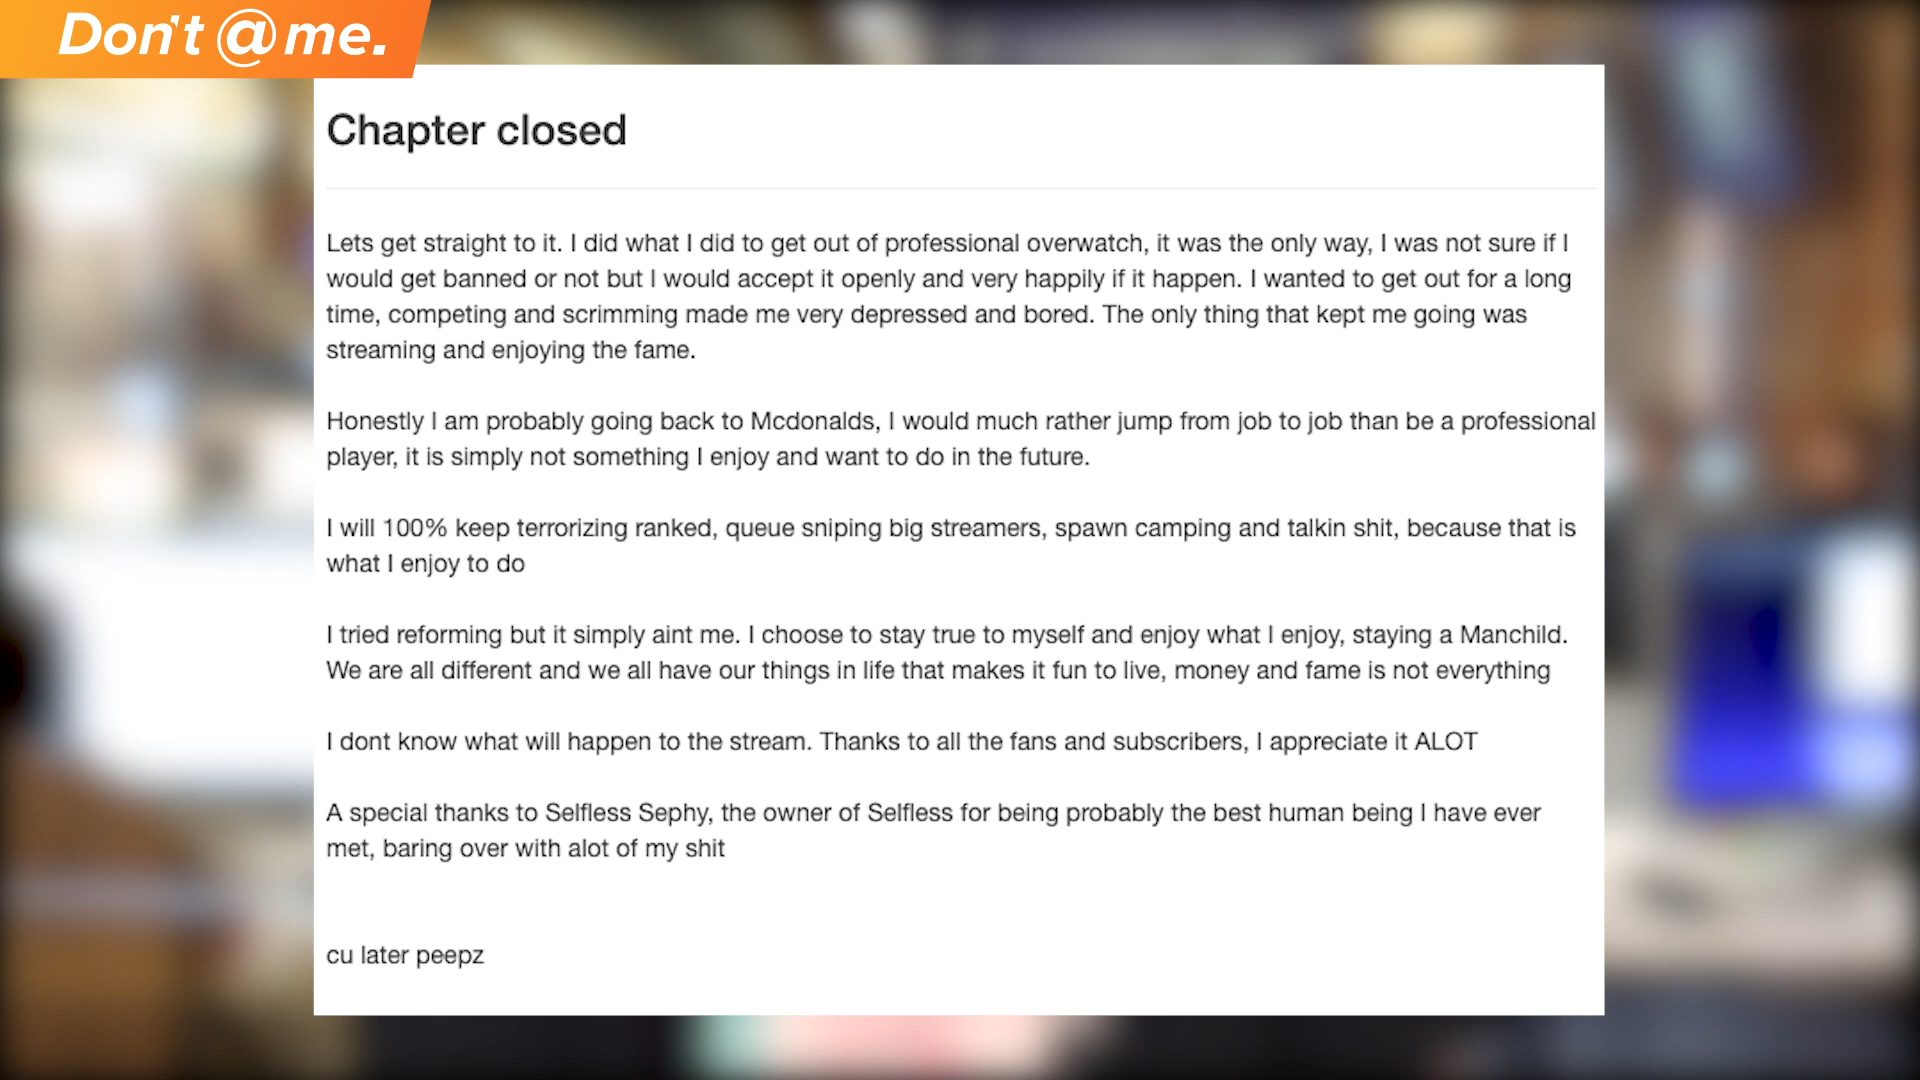 Don't @ me.
Chapter closed
Lets get straight to it. I did what I did to get out of professional overwatch, it was the only way, I was not sure if I
would get banned or not but I would accept it openly and very happily if it happen. I wanted to get out for a long
time, competing and scrimming made me very depressed and bored. The only thing that kept me going was
streaming and enjoying the fame.
Honestly I am probably going back to Mcdonalds, I would much rather jump from job to job than be a professional
player, it is simply not something I enjoy and want to do in the future.
I will 100% keep terrorizing ranked, queue sniping big streamers, spawn camping and talkin shit, because that is
what I enjoy to do
I tried reforming but it simply aint me. I choose to stay true to myself and enjoy what I enjoy, staying a Manchild.
We are all different and we all have our things in life that makes it fun to live, money and fame is not everything
I dont know what will happen to the stream. Thanks to all the fans and subscribers, I appreciate it ALOT
A special thanks to Selfless Sephy, the owner of Selfless for being probably the best human being I have ever
met, baring over with alot of my shit
cu later peepz